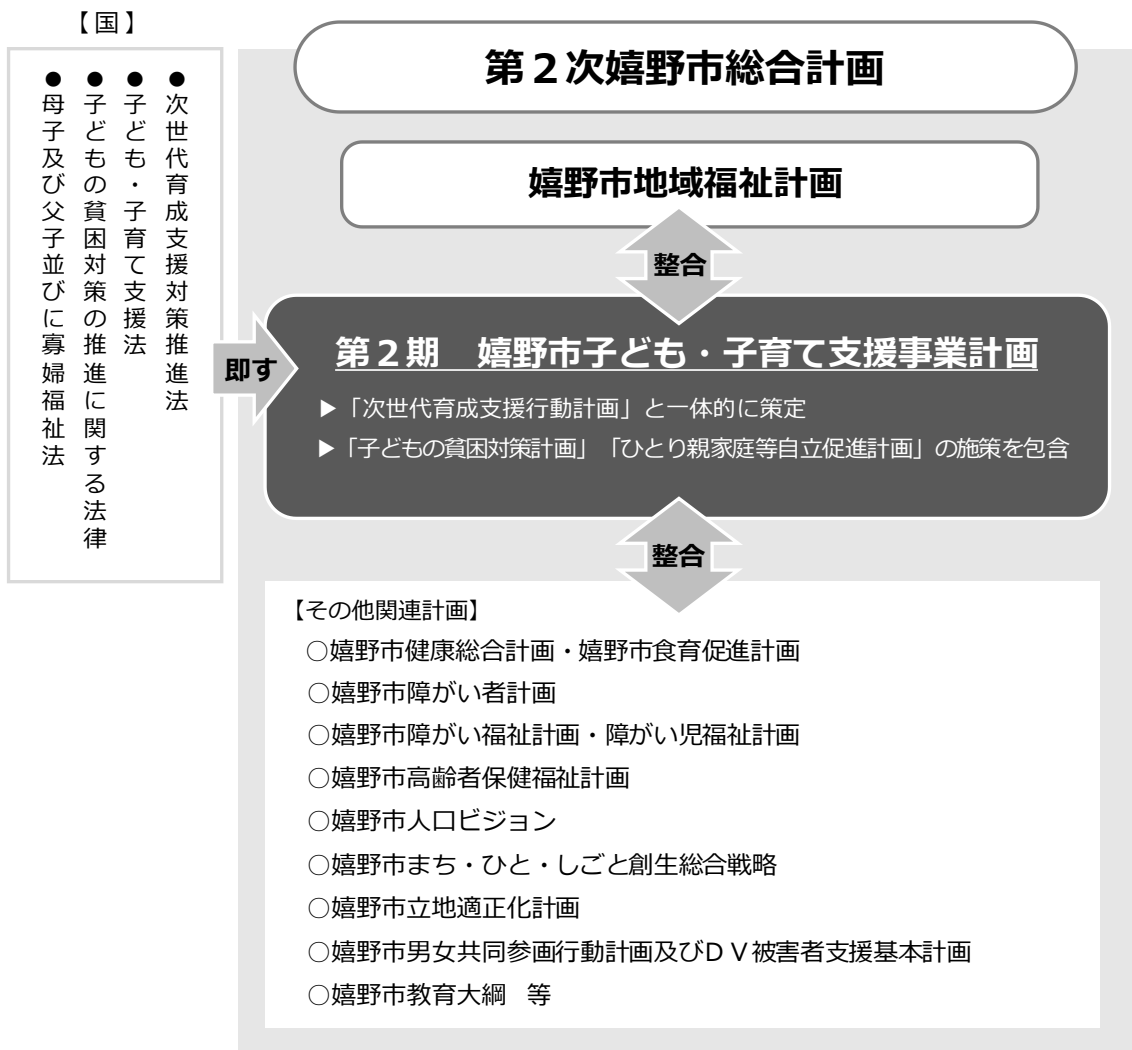 【国】
●次世代育成支援対策推進法
●子ども・子育て支援法
●子どもの貧困対策の推進に関する法律
●母子及び父子並びに寡婦福祉法
第２次嬉野市総合計画
嬉野市地域福祉計画
整合
即す
第２期　嬉野市子ども・子育て支援事業計画
▶「次世代育成支援行動計画」と一体的に策定
▶「子どもの貧困対策計画」「ひとり親家庭等自立促進計画」の施策を包含
整合
【その他関連計画】
○嬉野市健康総合計画・嬉野市食育促進計画
○嬉野市障がい者計画
○嬉野市障がい福祉計画・障がい児福祉計画
○嬉野市高齢者保健福祉計画
○嬉野市人口ビジョン
○嬉野市まち・ひと・しごと創生総合戦略
○嬉野市立地適正化計画
○嬉野市男女共同参画行動計画及びＤＶ被害者支援基本計画
○嬉野市教育大綱　等